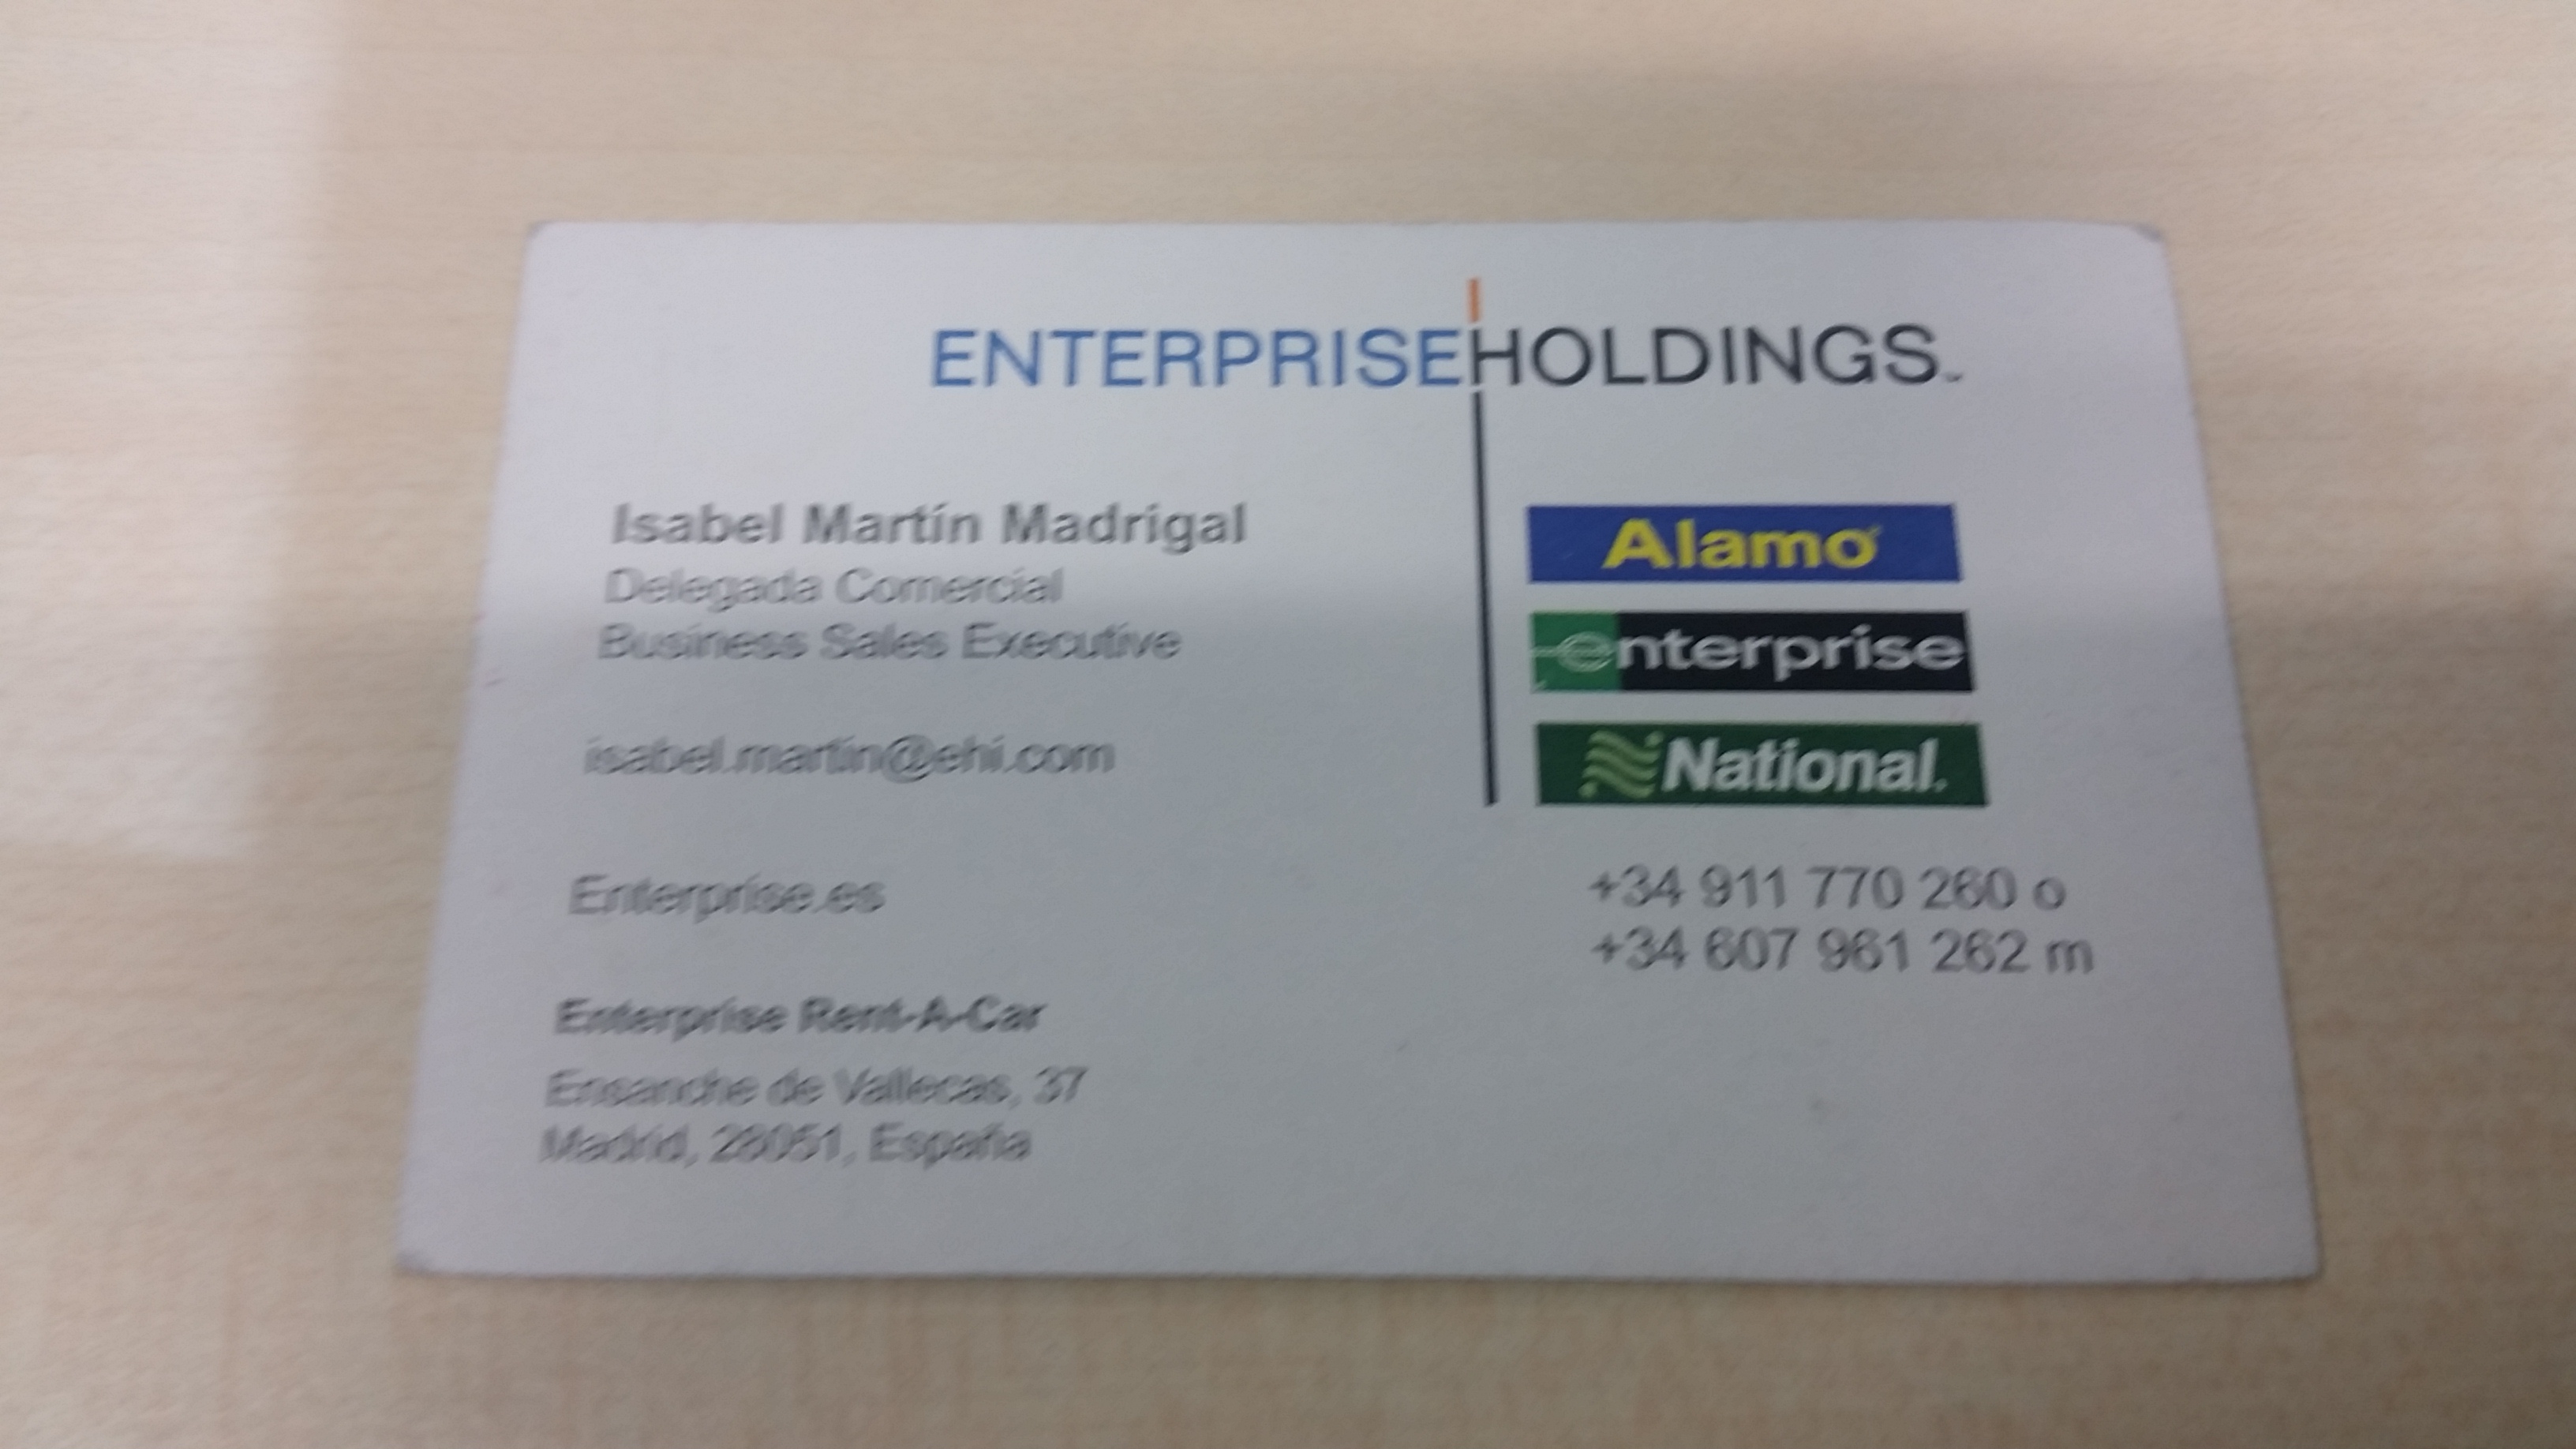 ENTERPRISEHOLDINGS.
Alamo
enterprise
National.
Isabel Martín Madrigal
Delegada Comercial
Business Sales Executive
isabel.martin@ehi.com
Enterprise.es
+34 911 770 260 o
+34 607 961 262 m
Enterprise Rent-A-Car
Ensanche de Vallecas, 37
Madrid, 28051, España